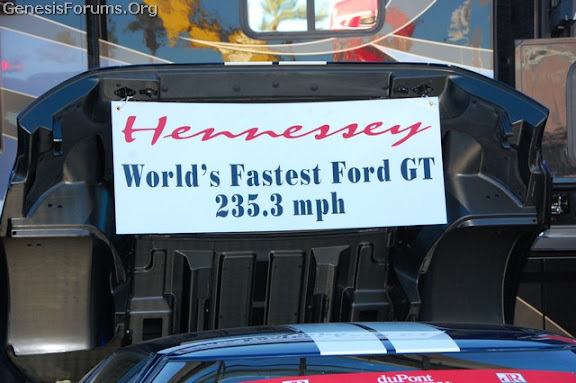 GenesisForums.Org
Hennessey
World's Fastest Ford GT
235.3 mph
duPont